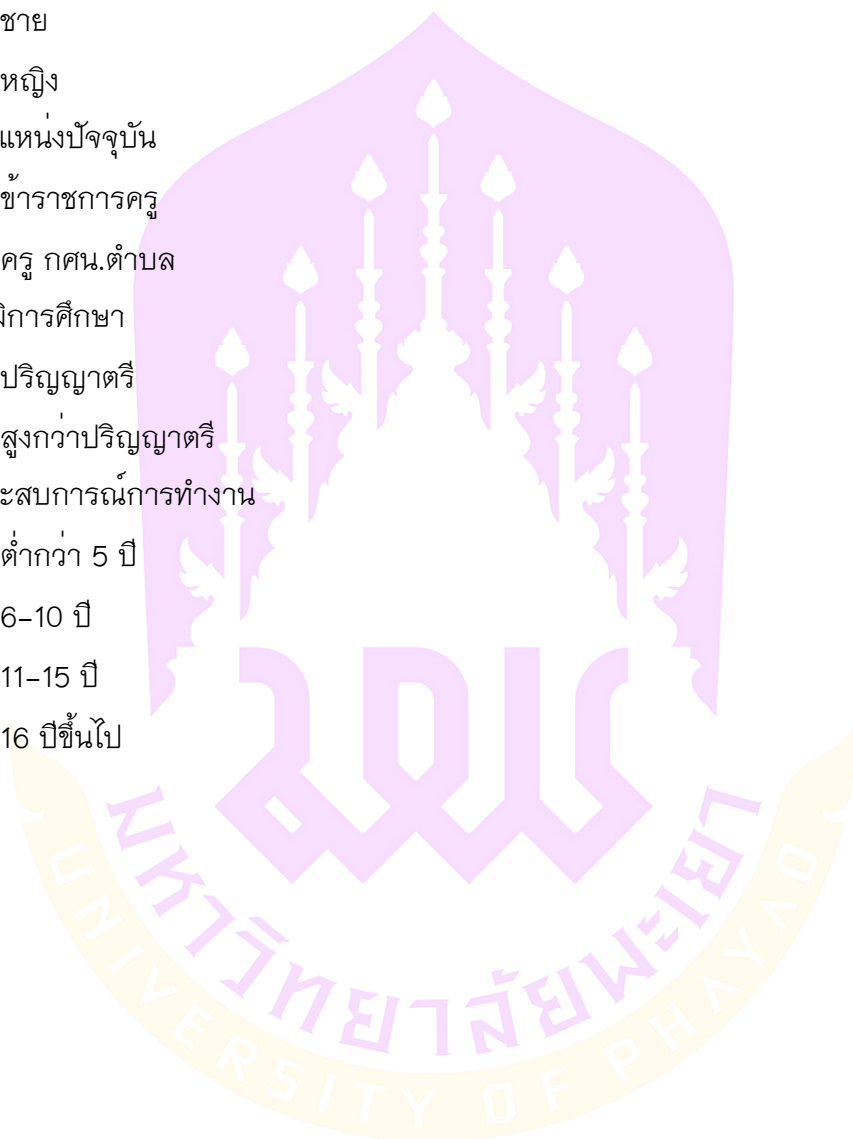 ชาย
หญิง
แหน่งปัจจุบัน
ข้าราชการครู
ครู กศน.ตำบล
ฒิการศึกษา
ปริญญาตรี
สูงกว่าปริญญาตรี
ะสบการณ์การทำงาน
ต่ำกว่า 5 ปี
6-10 ปี
11-15 ปี
16 ปีขึ้นไป
มหาวิทยาลัยพะเยา
UNIVERSITY OF PHAYAO